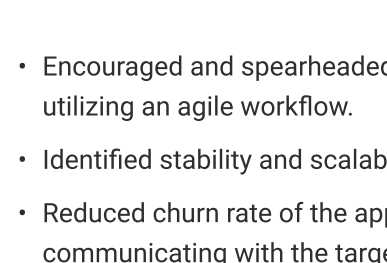 • Encouraged and spearheaded
utilizing an agile workflow.
• Identified stability and
• Reduced churn rate of the
communicating with the